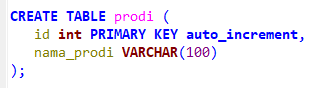 CREATE TABLE prodi (
id int PRIMARY KEY auto_increment,
nama_prodi VARCHAR(100)
);